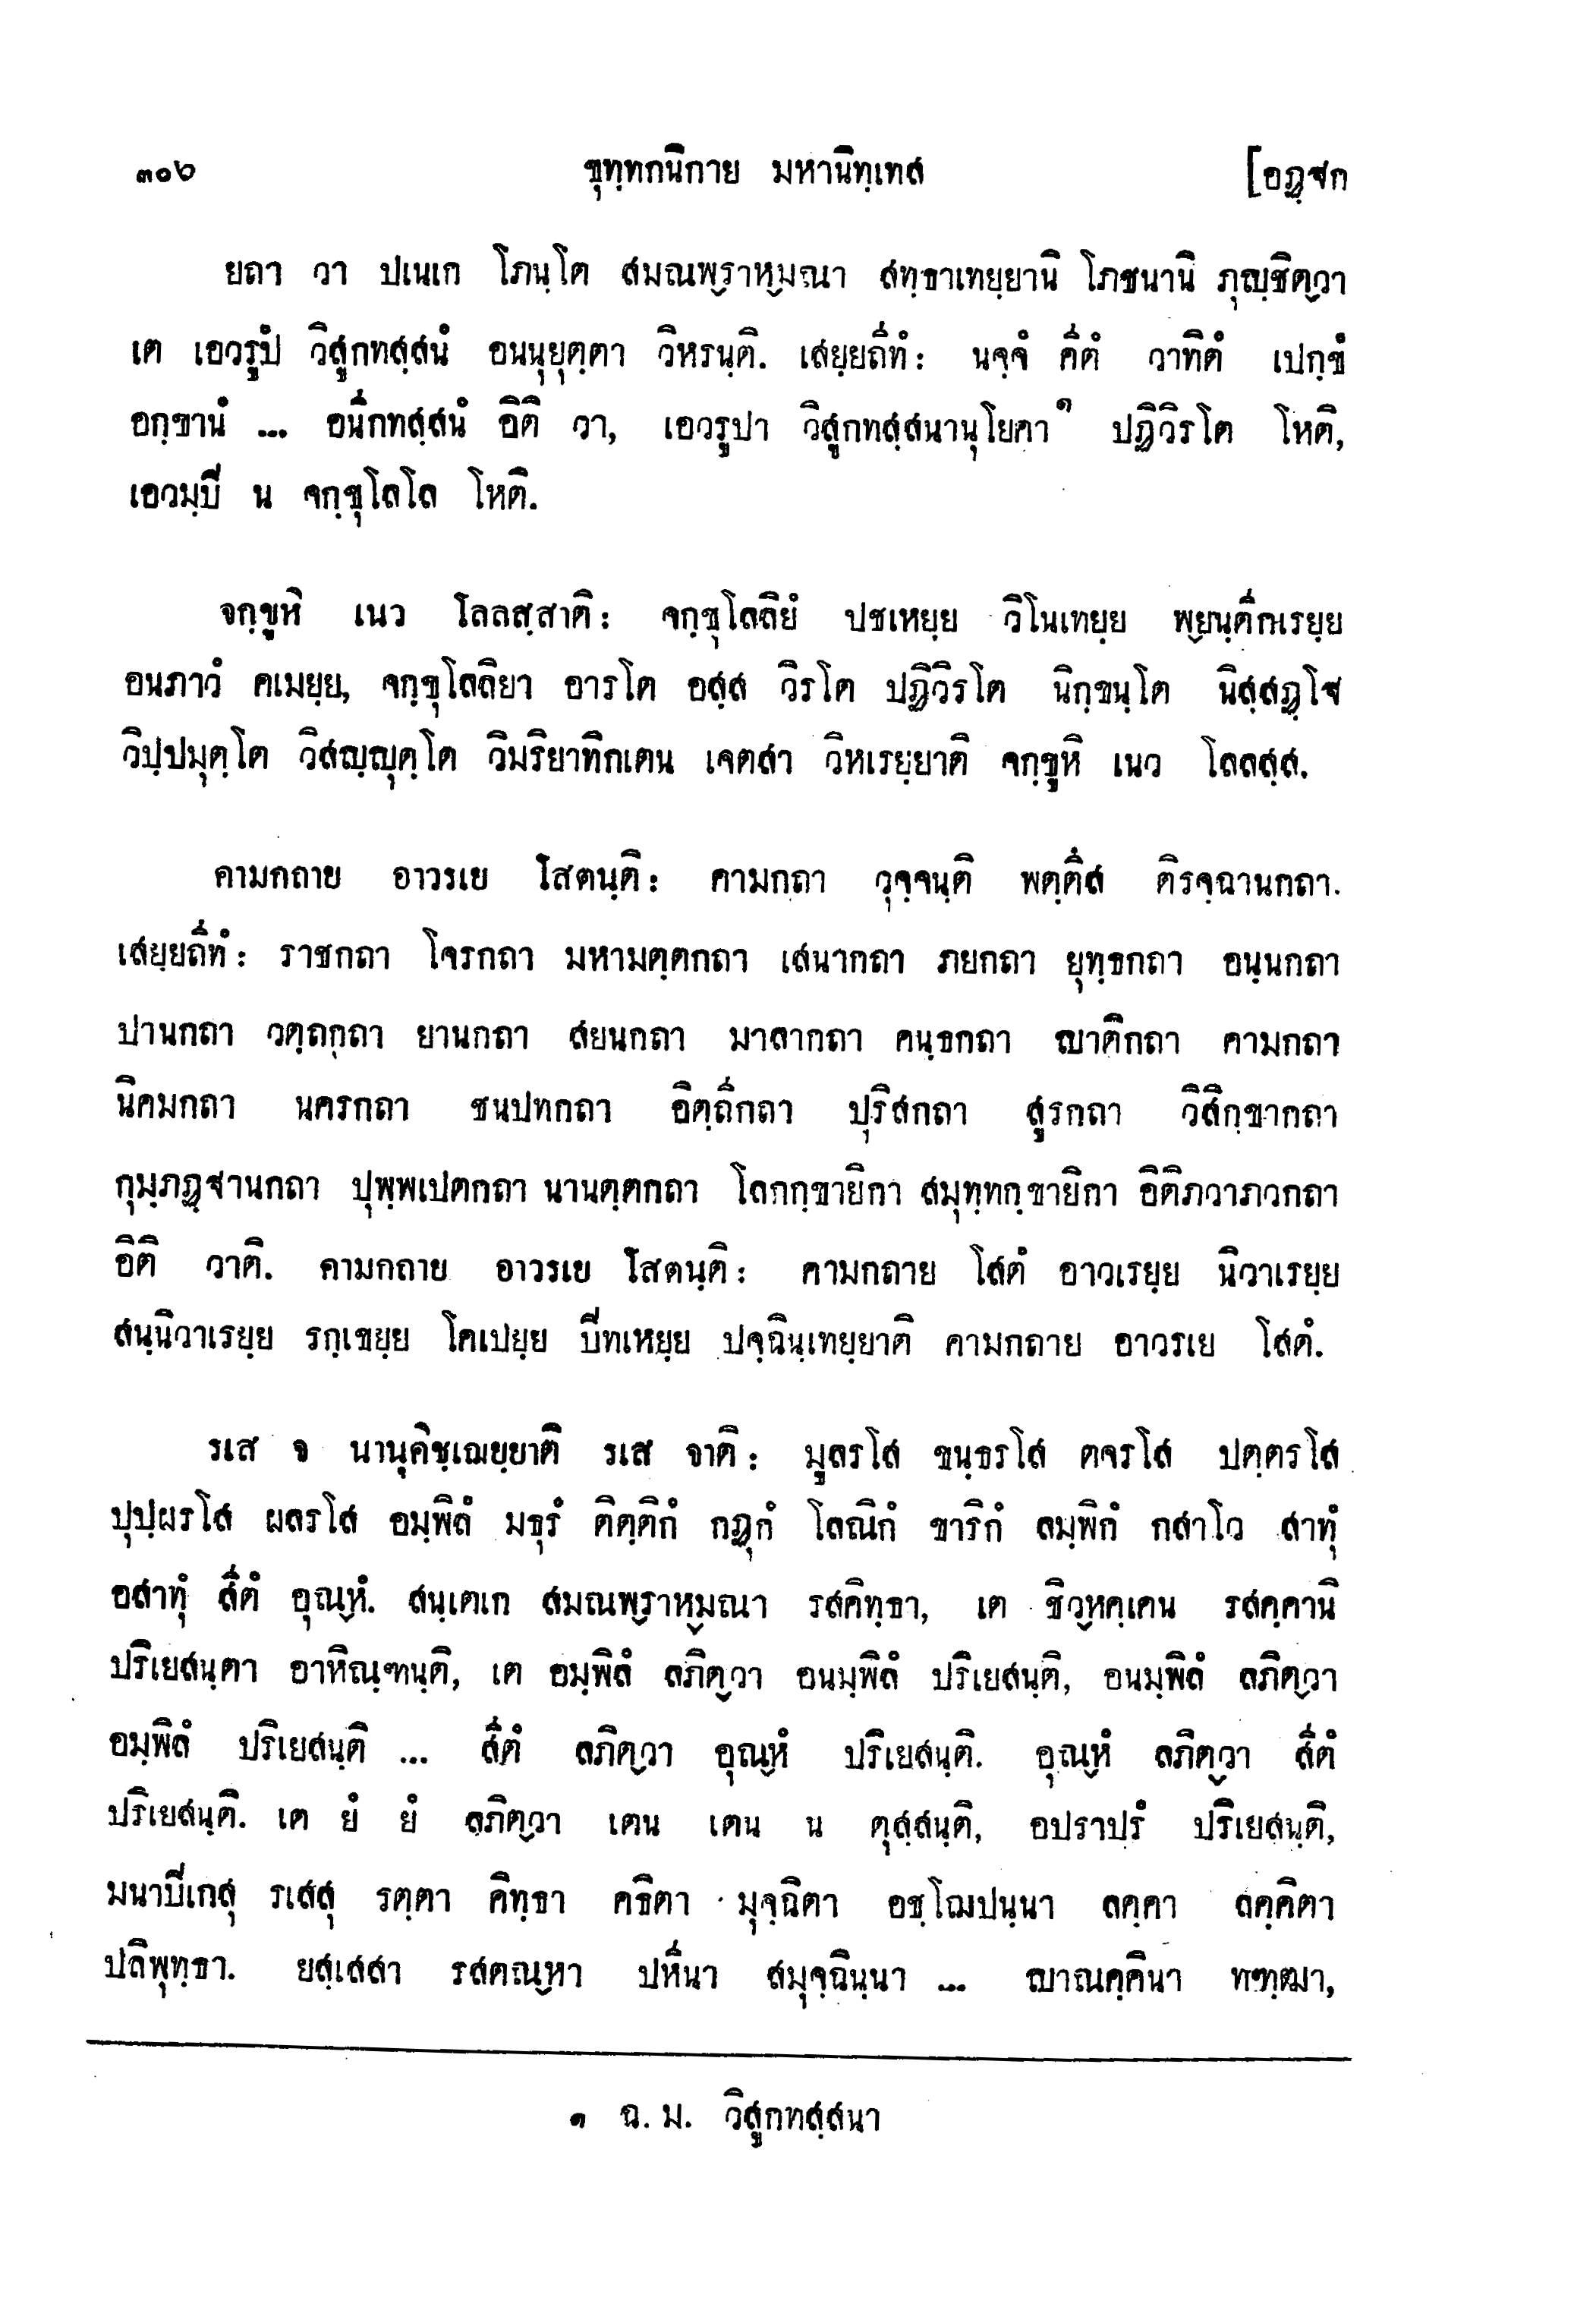 ๓๐๖ ขุทฺทกนิกาย มหานิทฺเทส [อฏฺฐก
ยถา วา ปเนเก โภนฺโต สมณพฺราหฺมณา สทฺธาเทยฺยานิ โภชนานิ ภุญฺชิตฺวา
เต เอวรูปํ วิสูกทสฺสนํ อนนุยุตฺตา วิหรนฺติ. เสยฺยถีทํ: นจฺจํ คีตํ วาทิตํ เปกฺขํ
อกฺขานํ ... อนีกทสฺสนํ อิติ วา, เอวรูปา วิสูกทสฺสนานุโยคา๑ ปฏิวิรโต โหติ,
เอวมฺปิ น จกฺขุโลโล โหติ.
จกฺขูหิ เนว โลลสฺสาติ: จกฺขุโลลิยํ ปชเหยฺย วิโนเทยฺย พฺยนฺตีกเรยฺย
อนภาวํ คเมยฺย, จกฺขุโลลิยา อารโต อสฺส วิรโต ปฏิวิรโต นิกฺขนฺโต นิสฺสฏฺโฐ
วิปฺปมุตฺโต วิสญฺญุตฺโต วิมริยาทิกเตน เจตสา วิหเรยฺยาติ จกฺขูหิ เนว โลลสฺส.
คามกถาย อาวรเย โสตนฺติ: คามกถา วุจฺจนฺติ พตฺตึส ติรจฺฉานกถา.
เสยฺยถีทํ: ราชกถา โจรกถา มหามตฺตกถา เสนากถา ภยกถา ยุทฺธกถา อนฺนกถา
ปานกถา วตฺถกถา ยานกถา สยนกถา มาลากถา คนฺธกถา ญาติกถา คามกถา
นิคมกถา นครกถา ชนปทกถา อิตฺถีกถา ปุริสกถา สูรกถา วิสิกฺขากถา
กุมฺภฏฺฐานกถา ปุพฺพเปตกถา นานตฺตกถา โลกกฺขายิกา สมุทฺทกฺขายิกา อิติภวาภวกถา
อิติ วาติ. คามกถาย อาวรเย โสตนฺติ: คามกถาย โสตํ อาวเรยฺย นิวาเรยฺย
สนฺนิวาเรยฺย รกฺเขยฺย โคเปยฺย ปิทเหยฺย ปจฺฉินฺเทยฺยาติ คามกถาย อาวรเย โสตํ.
รเส จ นานุคิชฺเฌยฺยาติ รเส จาติ: มูลรโส ขนฺธรโส ตจรโส ปตฺตรโส
ปุปฺผรโส ผลรโส อมฺพิลํ มธุรํ ติตฺติกํ กฏุกํ โลณิกํ ขาริกํ ลมฺพิกํ กสาโว สาทุํ
อสาทุํ สีตํ อุณฺหํ. สนฺเตเก สมณพฺราหฺมณา รสคิทฺธา, เต ชิวฺหคฺเคน รสคฺคานิ
ปริเยสนฺตา อาหิณฺฑนฺติ, เต อมฺพิลํ ลภิตฺวา อนมฺพิลํ ปริเยสนฺติ, อนมฺพิลํ ลภิตฺวา
อมฺพิลํ ปริเยสนฺติ ... สีตํ ลภิตฺวา อุณฺหํ ปริเยสนฺติ. อุณฺหํ ลภิตฺวา สีตํ
ปริเยสนฺติ. เต ยํ ยํ ลภิตฺวา เตน เตน น ตุสฺสนฺติ, อปราปรํ ปริเยสนฺติ,
มนาปิเกสุ รเสสุ รตฺตา คิทฺธา คธิตา มุจฺฉิตา อชฺโฌปนฺนา ลคฺคา ลคฺคิตา
ปลิพุทฺธา. ยสฺเสสา รสตณฺหา ปหีนา สมุจฺฉินฺนา ... ญาณคฺคินา ทฑฺฒา,
๑ ฉ. ม. วิสูกทสฺสนา